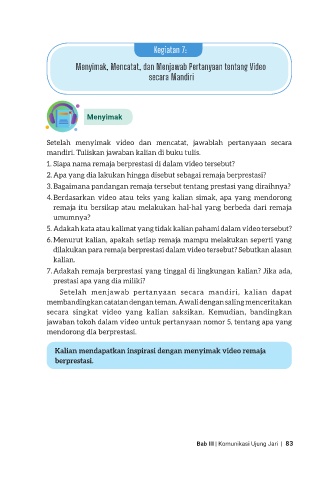 Kegiatan 7:
Menyimak, Mencatat, dan Menjawab Pertanyaan tentang Video
secara Mandiri
Menyimak
Setelah menyimak video dan mencatat, jawablah pertanyaan secara
mandiri. Tuliskan jawaban kalian di buku tulis.
1. Siapa nama remaja berprestasi di dalam video tersebut?
2. Apa yang dia lakukan hingga disebut sebagai remaja berprestasi?
3. Bagaimana pandangan remaja tersebut tentang prestasi yang diraihnya?
4. Berdasarkan video atau teks yang kalian simak, apa yang mendorong
remaja itu bersikap atau melakukan hal-hal yang berbeda dari remaja
umumnya?
5. Adakah kata atau kalimat yang tidak kalian pahami dalam video tersebut?
6. Menurut kalian, apakah setiap remaja mampu melakukan seperti yang
dilakukan para remaja berprestasi dalam video tersebut? Sebutkan alasan
kalian.
7. Adakah remaja berprestasi yang tinggal di lingkungan kalian? Jika ada,
prestasi apa yang dia miliki?
Setelah menjawab pertanyaan secara mandiri, kalian dapat
membandingkan catatan dengan teman. Awali dengan saling menceritakan
secara singkat video yang kalian saksikan. Kemudian, bandingkan
jawaban tokoh dalam video untuk pertanyaan nomor 5, tentang apa yang
mendorong dia berprestasi.
Kalian mendapatkan inspirasi dengan menyimak video remaja
berprestasi.
Bab III | Komunikasi Ujung Jari | 83